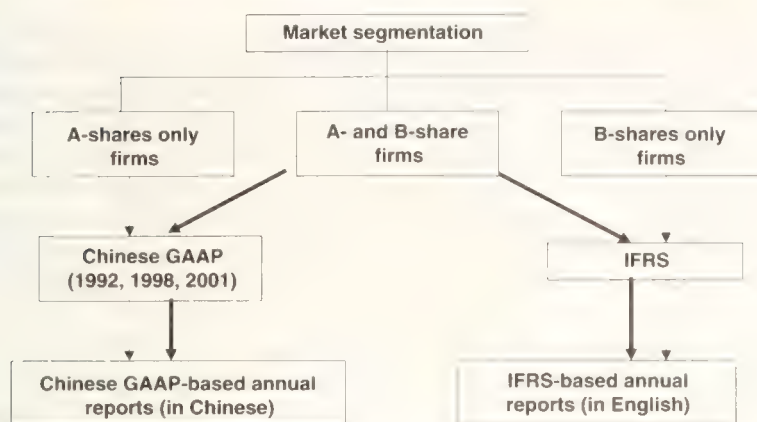 Market segmentation
A-shares only
firms
A- and B-share
firms
B-shares only
firms
Chinese GAAP
(1992, 1998, 2001)
IFRS
Chinese GAAP-based annual
reports (in Chinese)
IFRS-based annual
reports (in English)